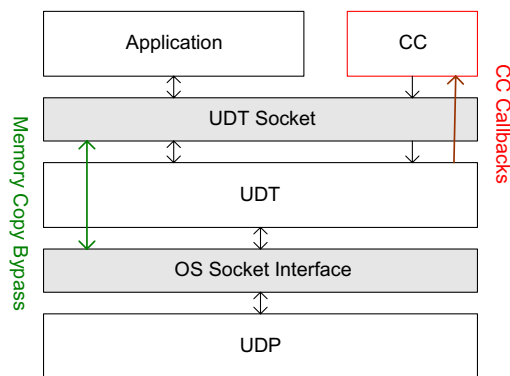 Application
CC
UDT Socket
UDT
OS Socket Interface
UDP
Memory Copy Bypass
CC Callbacks